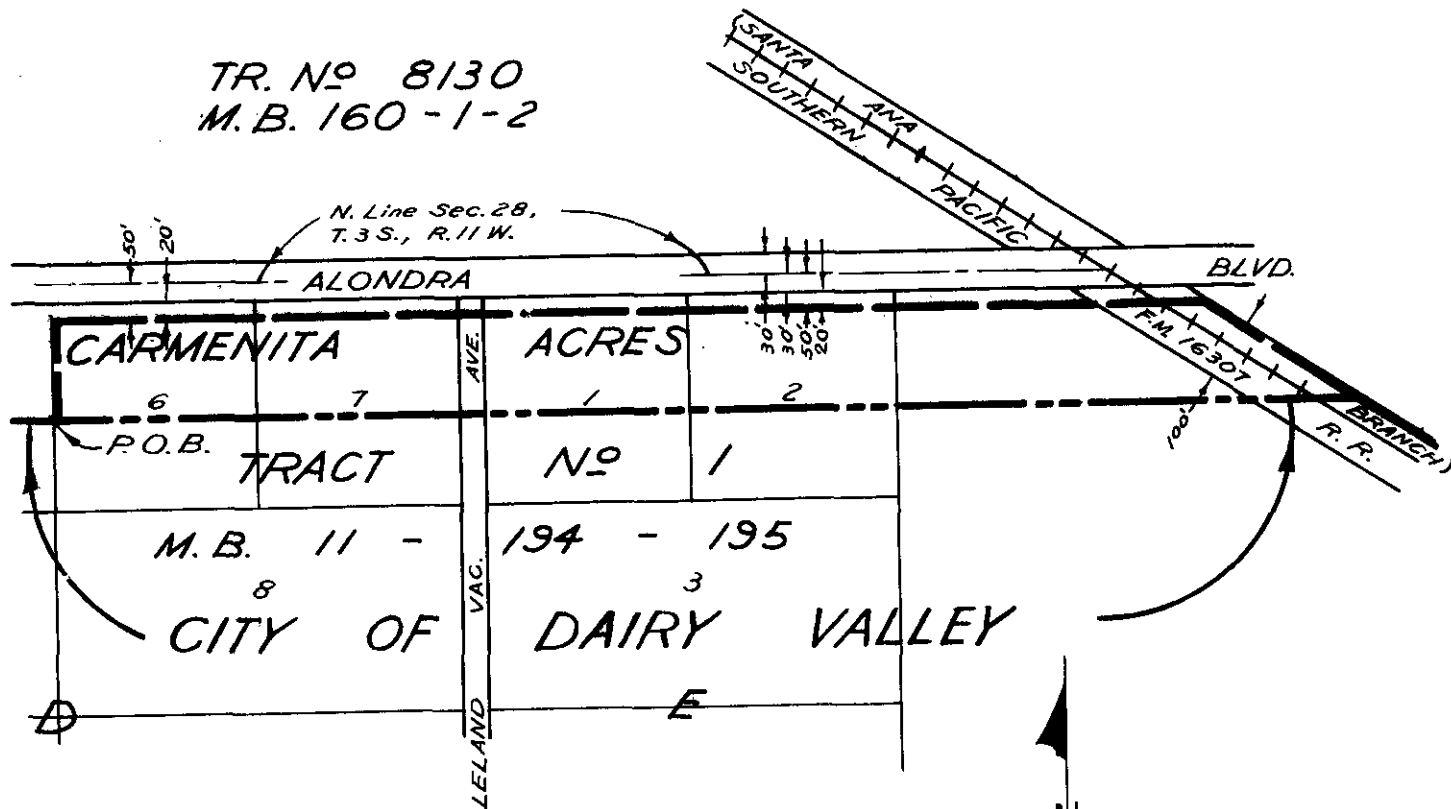 TR. Nº 8130
M.B. 160-1-2
(SANTA ANA BRANCH)
SOUTHERN PACIFIC R. R.
N. Line Sec. 28,
T. 3 S., R. 11 W.
50'
20'
ALONDRA BLVD.
30'
30'
50'
20'
F.M. 16307
100'
CARMENITA ACRES
6 7 1 2
P.O.B.
TRACT Nº 1
M.B. 11 - 194 - 195
8 3
CITY OF DAIRY VALLEY
D E
LELAND VAC. AVE.